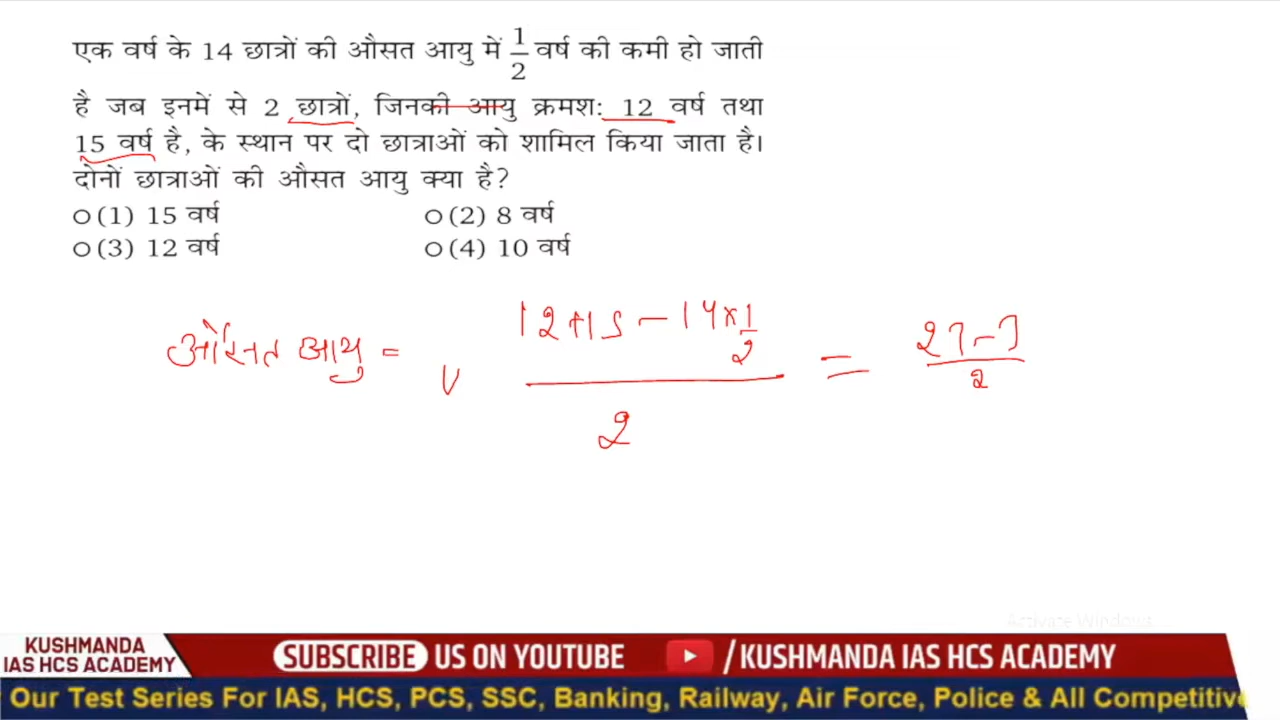 एक वर्ष के 14 छात्रों की औसत आयु में 1/2 वर्ष की कमी हो जाती
है जब इनमें से 2 छात्रों, जिनकी आयु क्रमश: 12 वर्ष तथा
15 वर्ष है, के स्थान पर दो छात्राओं को शामिल किया जाता है।
दोनों छात्राओं की औसत आयु क्या है?
O (1) 15 वर्ष O (2) 8 वर्ष
O (3) 12 वर्ष O (4) 10 वर्ष
औसत आयु = (12+15-14×1/2)/2 = (27-7)/2
Activate Windows
KUSHMANDA
IAS HCS ACADEMY
SUBSCRIBE US ON YOUTUBE /KUSHMANDA IAS HCS ACADEMY
Our Test Series For IAS, HCS, PCS, SSC, Banking, Railway, Air Force, Police & All Competitive